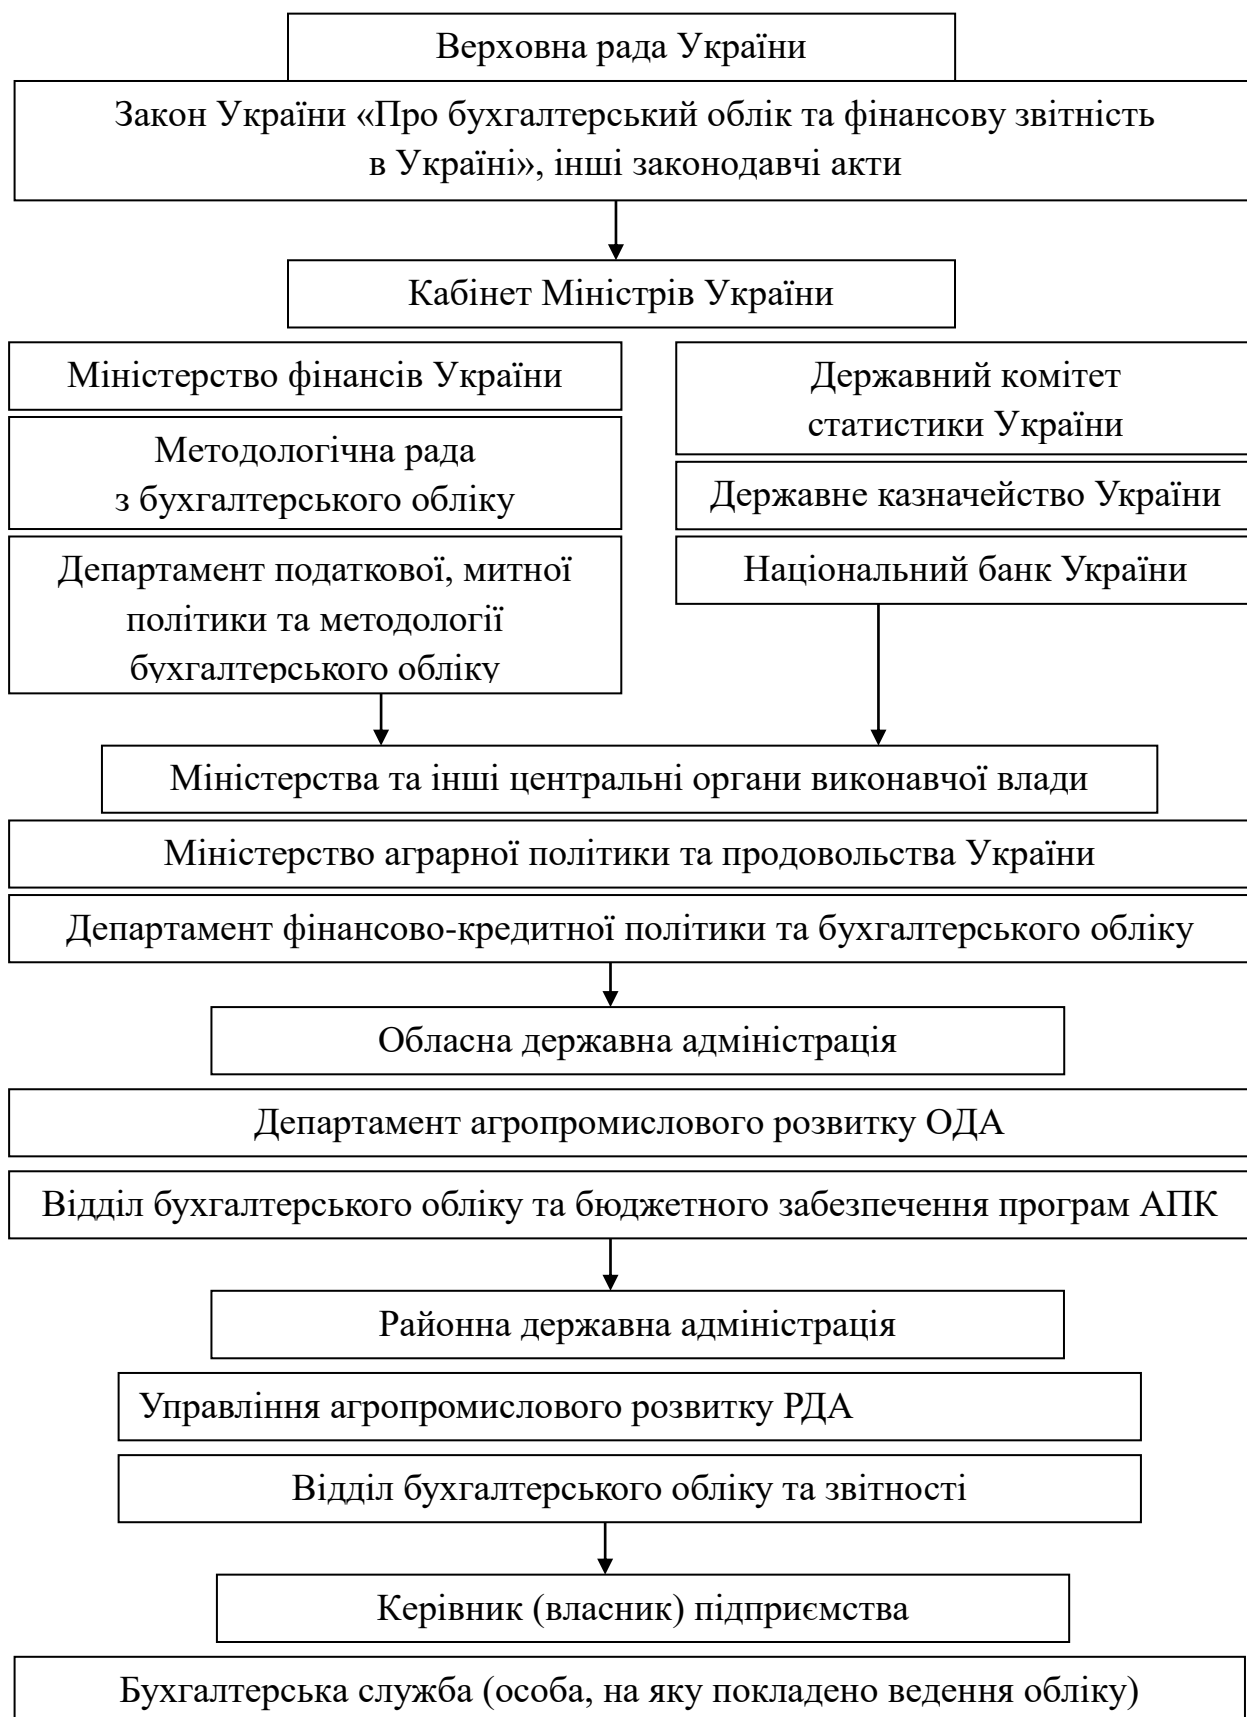 Верховна рада України
Закон України «Про бухгалтерський облік та фінансову звітність
в Україні», інші законодавчі акти
Кабінет Міністрів України
Міністерство фінансів України
Методологічна рада
з бухгалтерського обліку
Департамент податкової, митної
політики та методології
бухгалтерського обліку
Державний комітет
статистики України
Державне казначейство України
Національний банк України
Міністерства та інші центральні органи виконавчої влади
Міністерство аграрної політики та продовольства України
Департамент фінансово-кредитної політики та бухгалтерського обліку
Обласна державна адміністрація
Департамент агропромислового розвитку ОДА
Відділ бухгалтерського обліку та бюджетного забезпечення програм АПК
Районна державна адміністрація
Управління агропромислового розвитку РДА
Відділ бухгалтерського обліку та звітності
Керівник (власник) підприємства
Бухгалтерська служба (особа, на яку покладено ведення обліку)